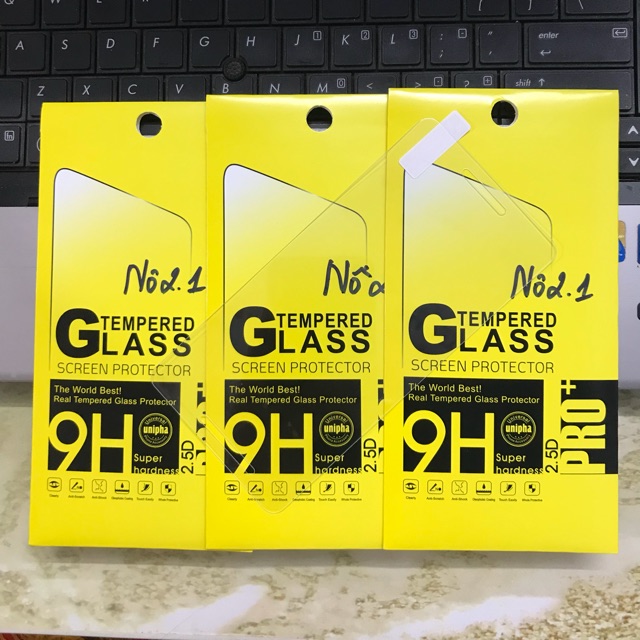 enter
A S D F G H J K L
shift
B N M
Nô2.1
GLASS
TEMPERED
SCREEN PROTECTOR
The World Best!
Real Tempered Glass Protector
9H
Universal
unipha
Super
hardness
2.5D
Nô2
GLASS
TEMPERED
SCREEN PROTECTOR
The World Best!
Real Tempered Glass Protector
9H
unipha
Super
hardness
2.5D
Nô2.1
GLASS
TEMPERED
SCREEN PROTECTOR
The World Best!
Real Tempered Glass Protector
9H
unipha
Super
hardness
2.5D
PRO+